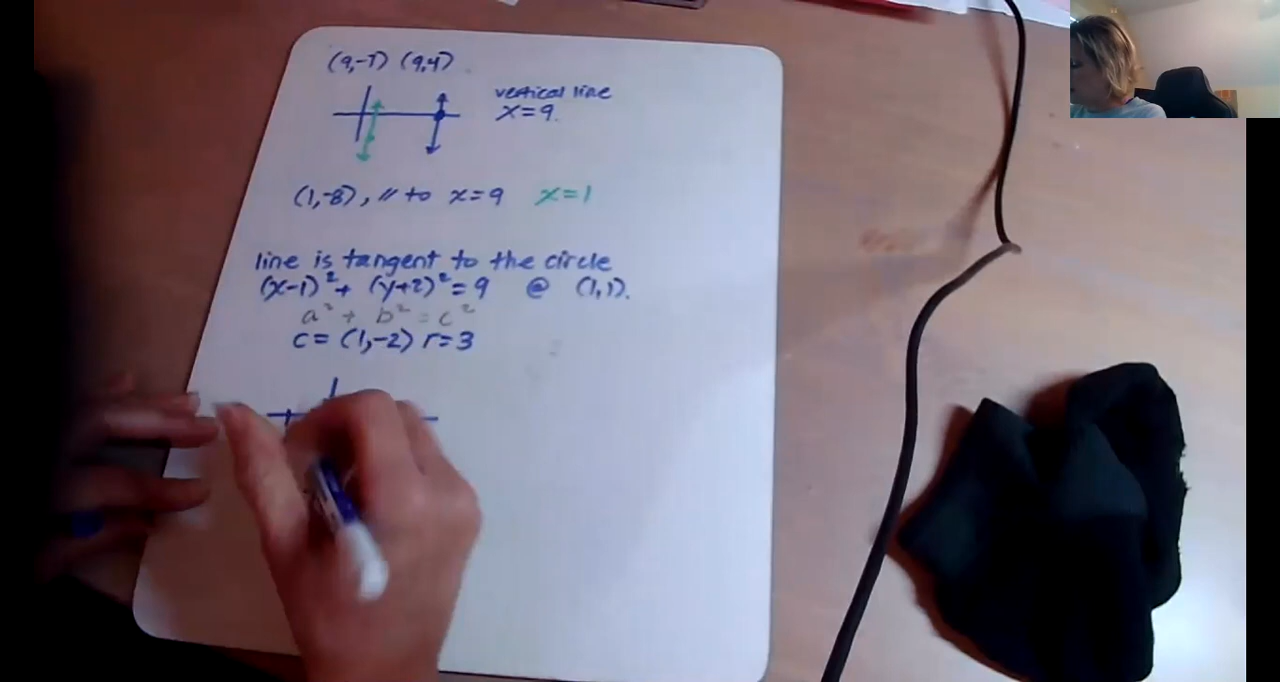 (9,-7) (9,4)
vertical line
x=9.
(1,-8), // to x=9 x=1
line is tangent to the circle
(x-1)² + (y+2)² = 9 @ (1,1).
a² + b² = c²
c= (1,-2) r=3